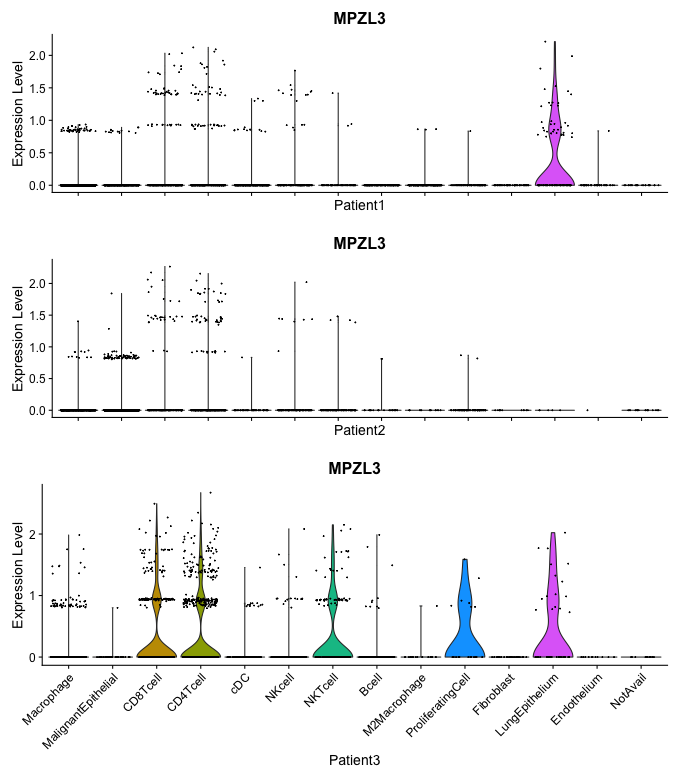 MPZL3
Expression Level
2.0
1.5
1.0
0.5
0.0
Patient1
MPZL3
Expression Level
2.0
1.5
1.0
0.5
0.0
Patient2
MPZL3
Expression Level
2
1
0
Macrophage
MalignantEpithelial
CD8Tcell
CD4Tcell
cDC
NKcell
NKTcell
Bcell
M2Macrophage
ProliferatingCell
Fibroblast
LungEpithelium
Endothelium
NotAvail
Patient3